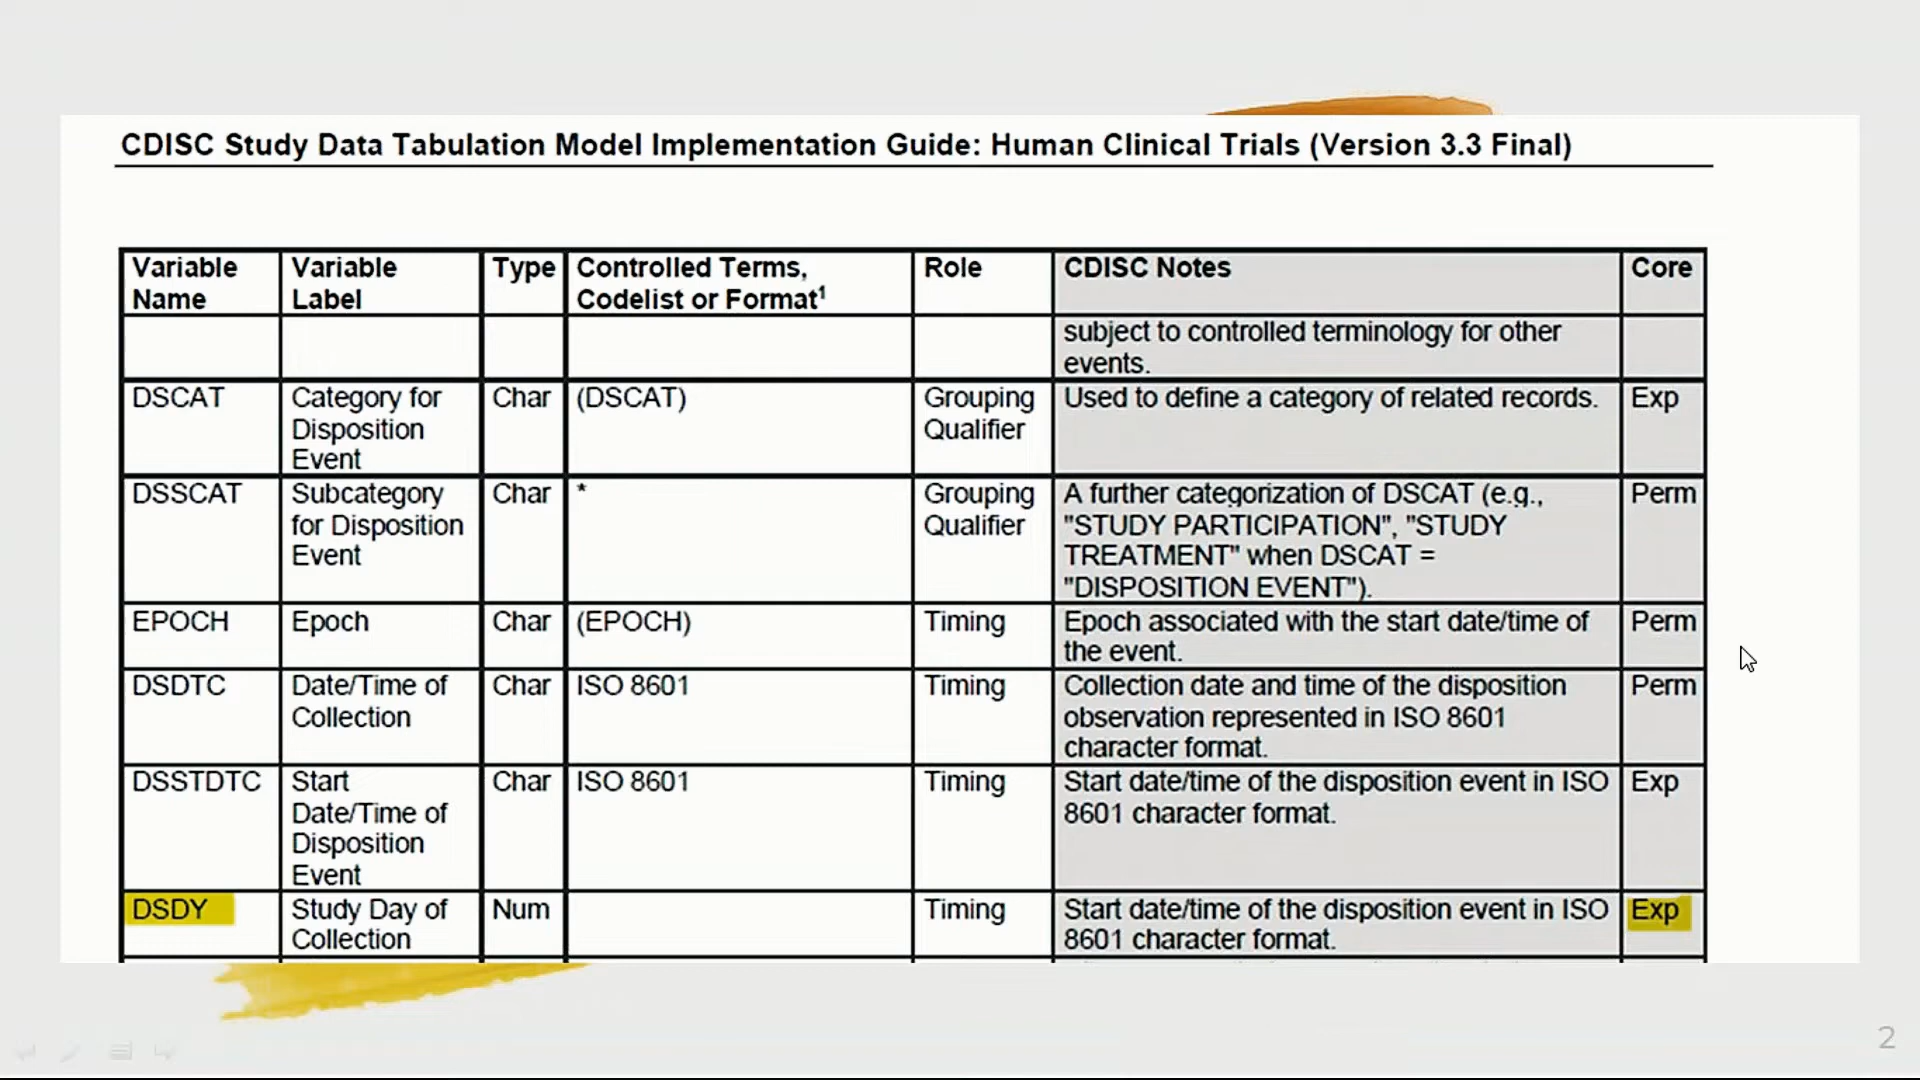 CDISC Study Data Tabulation Model Implementation Guide: Human Clinical Trials (Version 3.3 Final)
Variable Name | Variable Label | Type | Controlled Terms, Codelist or Format¹ | Role | CDISC Notes | Core
subject to controlled terminology for other
events.
DSCAT
Category for
Disposition
Event
Char
(DSCAT)
Grouping
Qualifier
Used to define a category of related records.
Exp
DSSCAT
Subcategory
for Disposition
Event
Char
*
Grouping
Qualifier
A further categorization of DSCAT (e.g.,
"STUDY PARTICIPATION", "STUDY
TREATMENT" when DSCAT =
"DISPOSITION EVENT").
Perm
EPOCH
Epoch
Char
(EPOCH)
Timing
Epoch associated with the start date/time of
the event.
Perm
DSDTC
Date/Time of
Collection
Char
ISO 8601
Timing
Collection date and time of the disposition
observation represented in ISO 8601
character format.
Perm
DSSTDTC
Start
Date/Time of
Disposition
Event
Char
ISO 8601
Timing
Start date/time of the disposition event in ISO
8601 character format.
Exp
DSDY
Study Day of
Collection
Num
Timing
Start date/time of the disposition event in ISO
8601 character format.
Exp
2